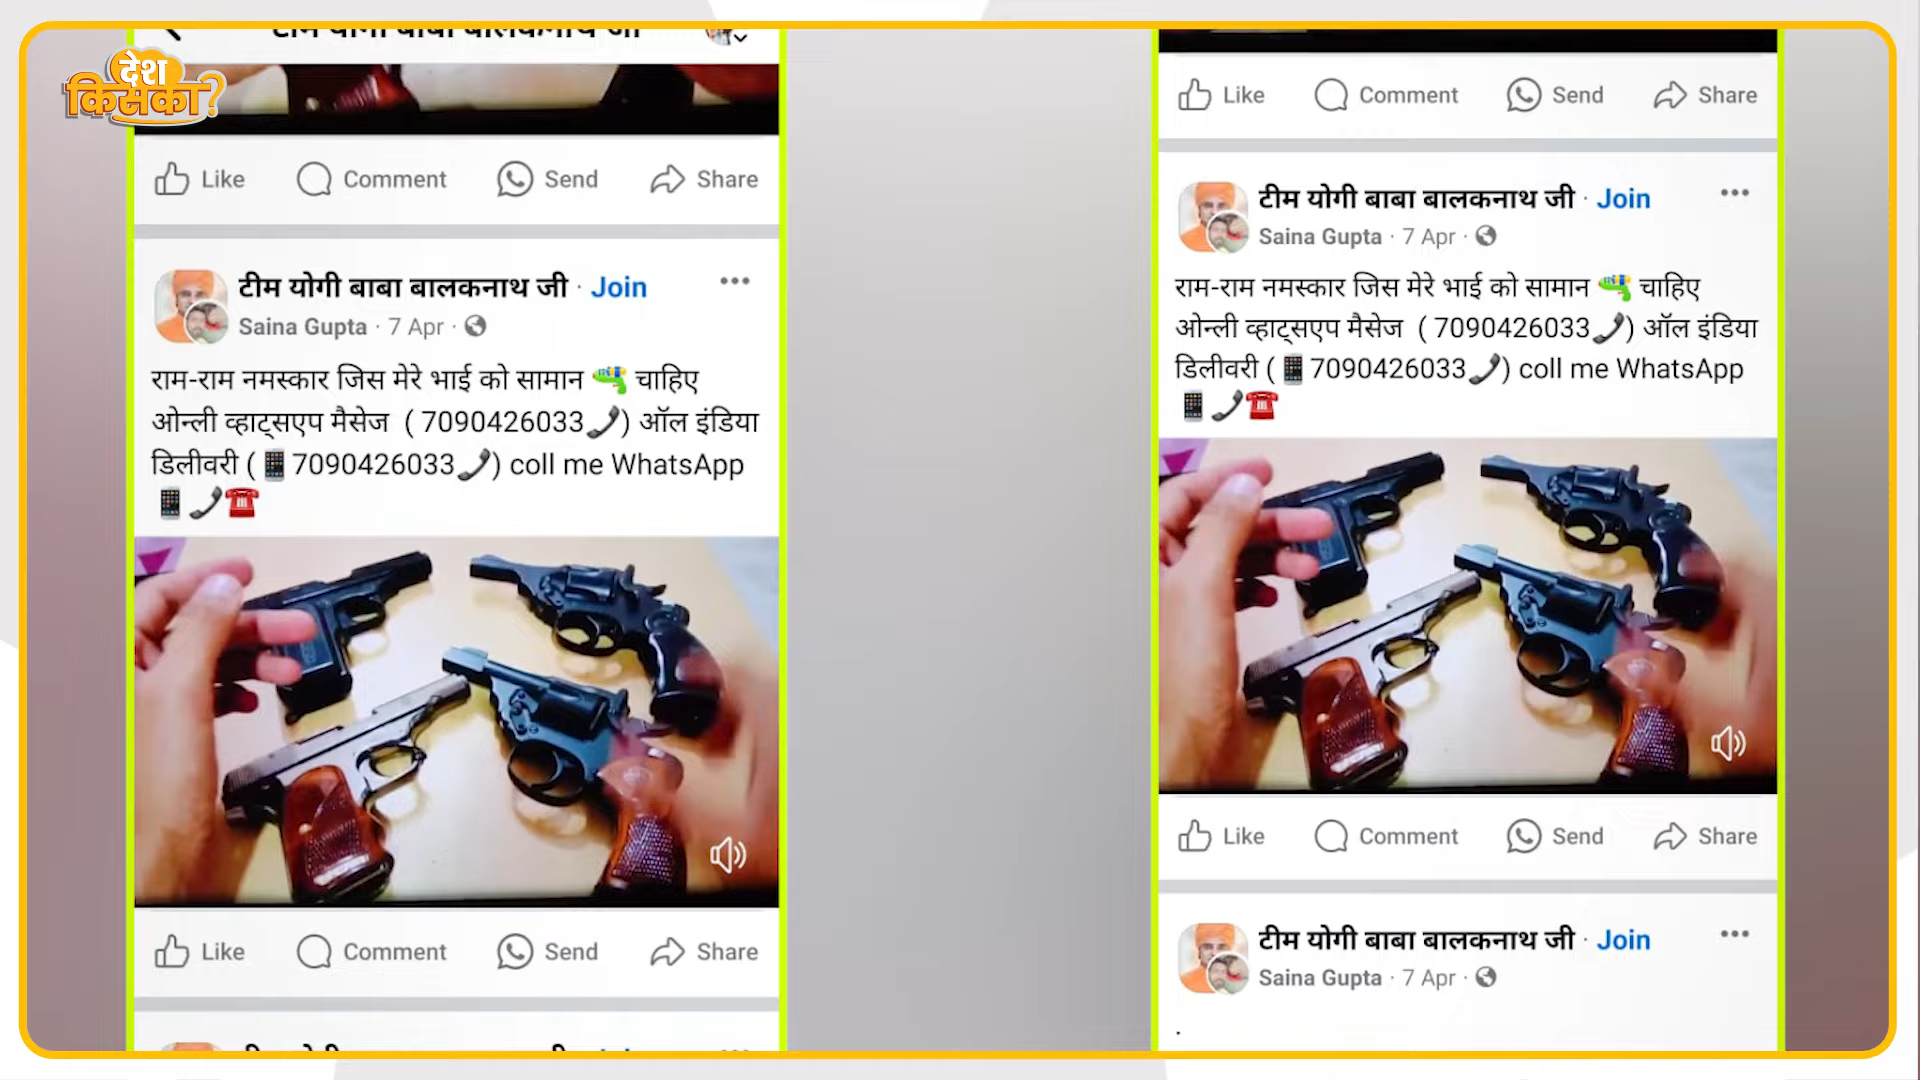 देश
किसका?
टीम योगी बाबा बालकनाथ जी
Like Comment Send Share
टीम योगी बाबा बालकनाथ जी · Join
Saina Gupta · 7 Apr ·
राम-राम नमस्कार जिस मेरे भाई को सामान 🔫 चाहिए
ओन्ली व्हाट्सएप मैसेज ( 7090426033📞) ऑल इंडिया
डिलीवरी (📱7090426033📞) coll me WhatsApp
📱📞☎️
Like Comment Send Share
Like Comment Send Share
टीम योगी बाबा बालकनाथ जी · Join
Saina Gupta · 7 Apr ·
राम-राम नमस्कार जिस मेरे भाई को सामान 🔫 चाहिए
ओन्ली व्हाट्सएप मैसेज ( 7090426033📞) ऑल इंडिया
डिलीवरी (📱7090426033📞) coll me WhatsApp
📱📞☎️
Like Comment Send Share
टीम योगी बाबा बालकनाथ जी · Join
Saina Gupta · 7 Apr ·
.